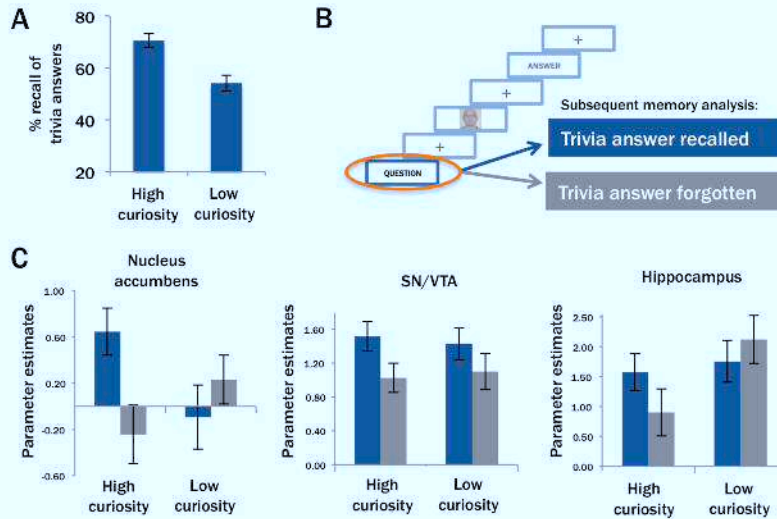 A
% recall of
trivia answers
80
60
40
20
High
curiosity
Low
curiosity
B
+
ANSWER
+
+
QUESTION
Subsequent memory analysis:
Trivia answer recalled
Trivia answer forgotten
C
Nucleus
accumbens
Parameter estimates
1.00
0.60
0.20
-0.20
-0.60
High
curiosity
Low
curiosity
SN/VTA
Parameter estimates
1.60
1.20
0.80
0.40
0.00
High
curiosity
Low
curiosity
Hippocampus
Parameter estimates
2.50
2.00
1.50
1.00
0.50
0.00
High
curiosity
Low
curiosity